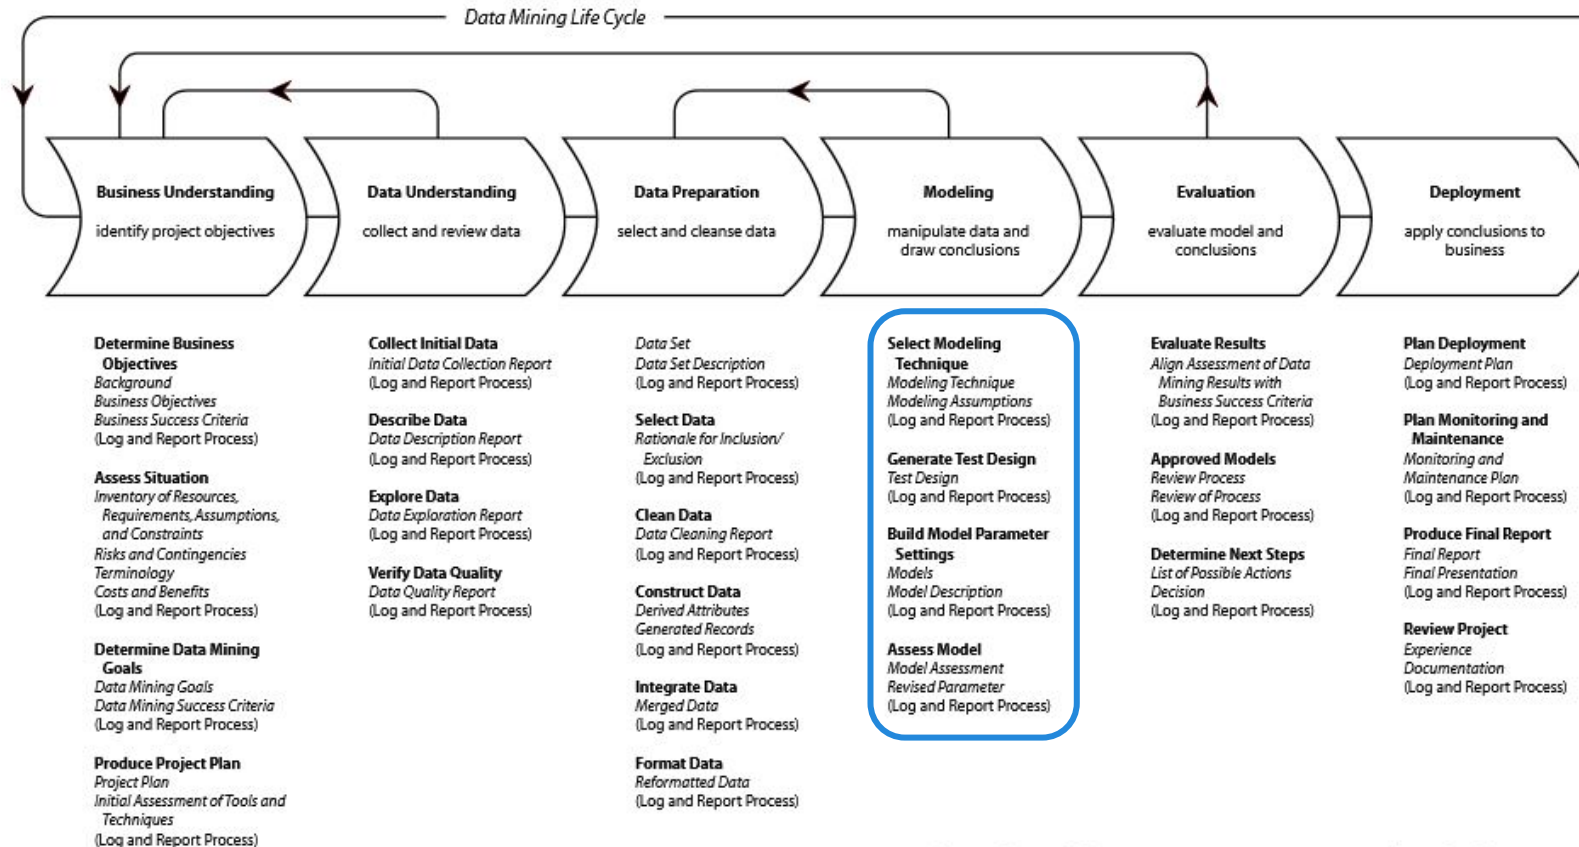 Data Mining Life Cycle
Business Understanding
identify project objectives
Data Understanding
collect and review data
Data Preparation
select and cleanse data
Modeling
manipulate data and
draw conclusions
Evaluation
evaluate model and
conclusions
Deployment
apply conclusions to
business
Determine Business
Objectives
Background
Business Objectives
Business Success Criteria
(Log and Report Process)
Assess Situation
Inventory of Resources,
Requirements, Assumptions,
and Constraints
Risks and Contingencies
Terminology
Costs and Benefits
(Log and Report Process)
Determine Data Mining
Goals
Data Mining Goals
Data Mining Success Criteria
(Log and Report Process)
Produce Project Plan
Project Plan
Initial Assessment of Tools and
Techniques
(Log and Report Process)
Collect Initial Data
Initial Data Collection Report
(Log and Report Process)
Describe Data
Data Description Report
(Log and Report Process)
Explore Data
Data Exploration Report
(Log and Report Process)
Verify Data Quality
Data Quality Report
(Log and Report Process)
Data Set
Data Set Description
(Log and Report Process)
Select Data
Rationale for Inclusion/
Exclusion
(Log and Report Process)
Clean Data
Data Cleaning Report
(Log and Report Process)
Construct Data
Derived Attributes
Generated Records
(Log and Report Process)
Integrate Data
Merged Data
(Log and Report Process)
Format Data
Reformatted Data
(Log and Report Process)
Select Modeling
Technique
Modeling Technique
Modeling Assumptions
(Log and Report Process)
Generate Test Design
Test Design
(Log and Report Process)
Build Model Parameter
Settings
Models
Model Description
(Log and Report Process)
Assess Model
Model Assessment
Revised Parameter
(Log and Report Process)
Evaluate Results
Align Assessment of Data
Mining Results with
Business Success Criteria
(Log and Report Process)
Approved Models
Review Process
Review of Process
(Log and Report Process)
Determine Next Steps
List of Possible Actions
Decision
(Log and Report Process)
Plan Deployment
Deployment Plan
(Log and Report Process)
Plan Monitoring and
Maintenance
Monitoring and
Maintenance Plan
(Log and Report Process)
Produce Final Report
Final Report
Final Presentation
(Log and Report Process)
Review Project
Experience
Documentation
(Log and Report Process)